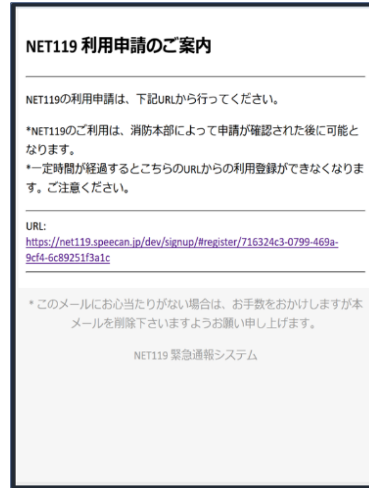 NET119 利用申請のご案内
NET119の利用申請は、下記URLから行ってください。
*NET119のご利用は、消防本部によって申請が確認された後に可能と
なります。
*一定時間が経過するとこちらのURLからの利用登録ができなくなりま
す。ご注意ください。
URL:
https://net119.speecan.jp/dev/signup/#register/716324c3-0799-469a-
9cf4-6c89251f3a1c
* このメールにお心当たりがない場合は、お手数をおかけしますが本
メールを削除下さいますようお願い申し上げます。
NET119 緊急通報システム